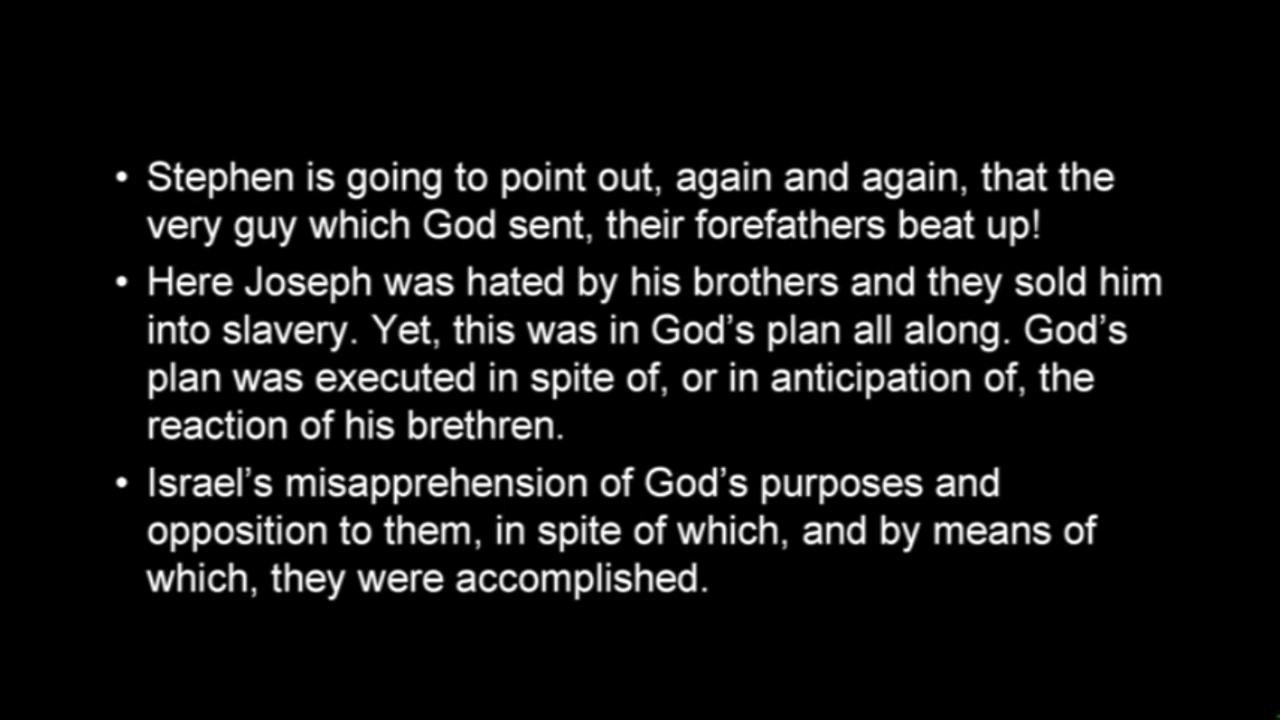 • Stephen is going to point out, again and again, that the
very guy which God sent, their forefathers beat up!
• Here Joseph was hated by his brothers and they sold him
into slavery. Yet, this was in God’s plan all along. God’s
plan was executed in spite of, or in anticipation of, the
reaction of his brethren.
• Israel’s misapprehension of God’s purposes and
opposition to them, in spite of which, and by means of
which, they were accomplished.